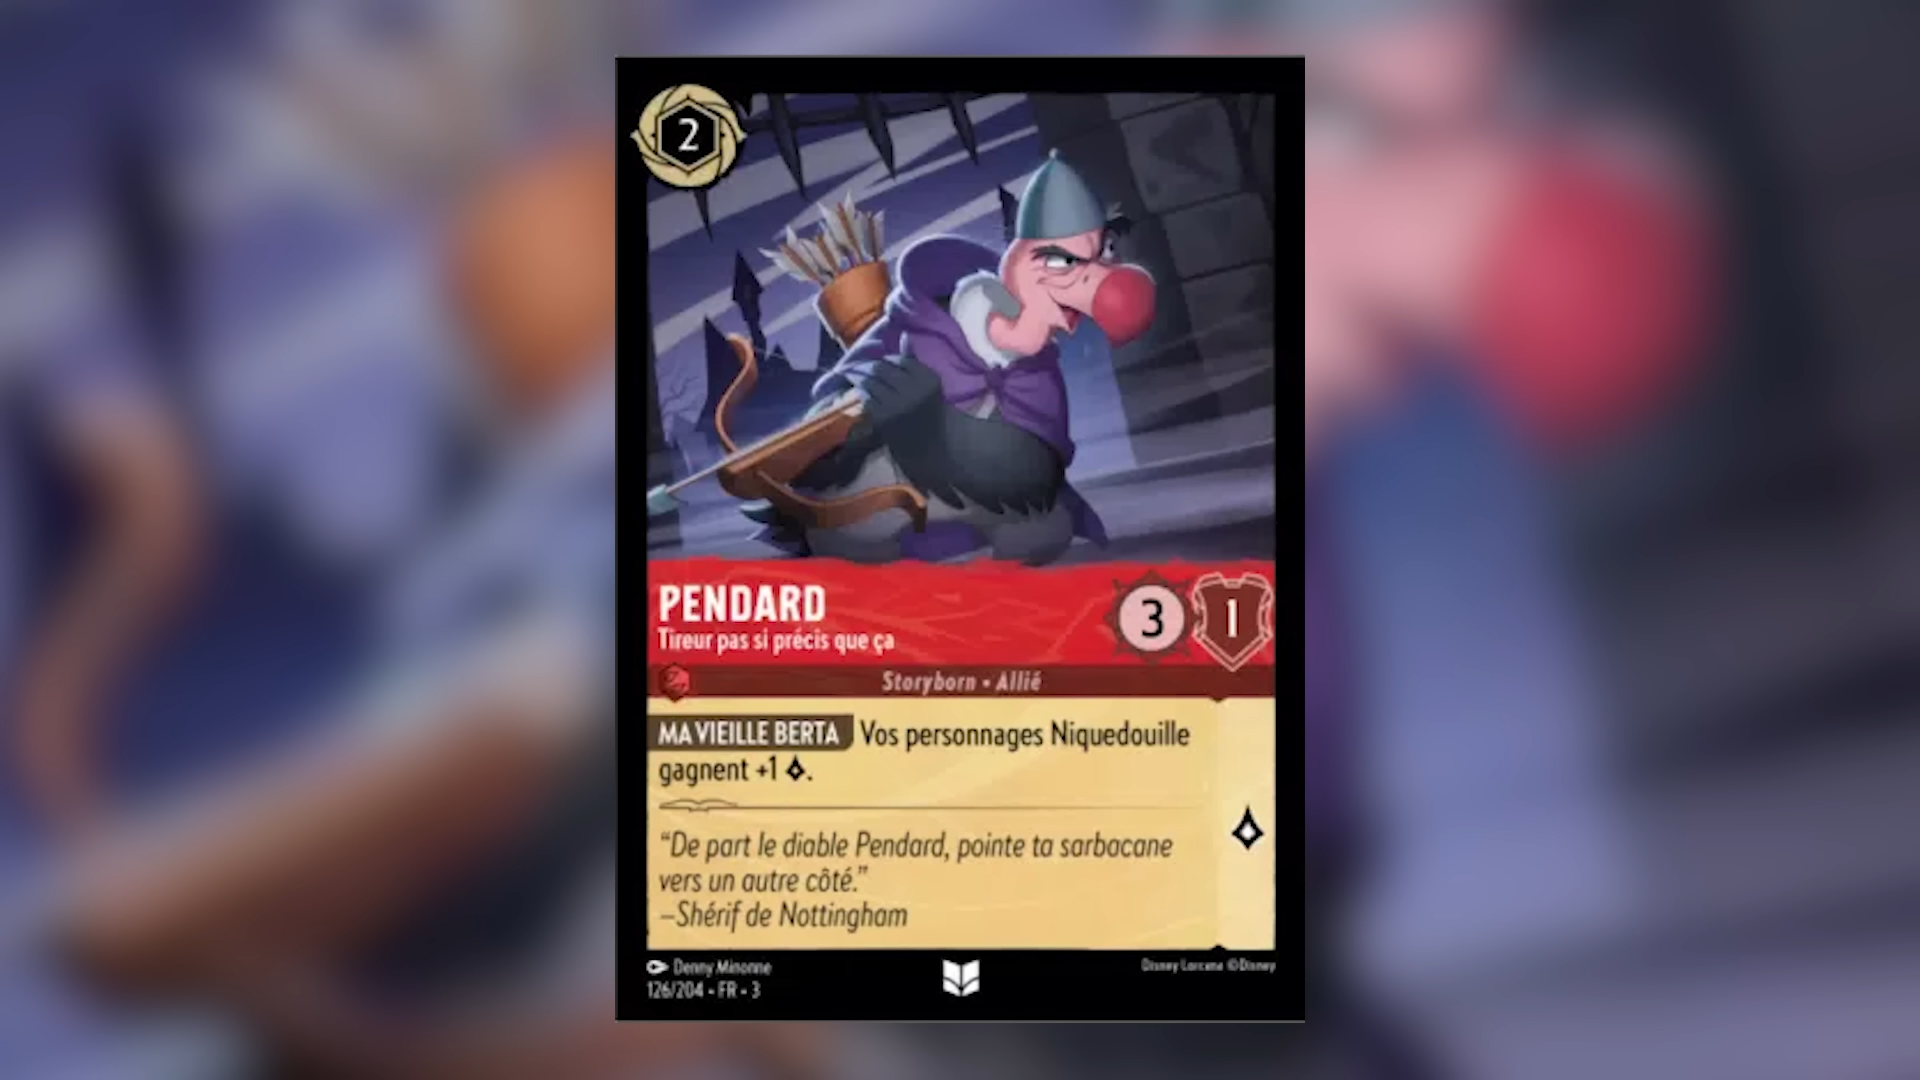 2
PENDARD
Tireur pas si précis que ça
3
1
Storyborn • Allié
MA VIEILLE BERTA Vos personnages Niquedouille
gagnent +1 .
“De part le diable Pendard, pointe ta sarbacane
vers un autre côté.”
–Shérif de Nottingham
Denny Minonne
126/204 • FR • 3
Disney Lorcana ©Disney